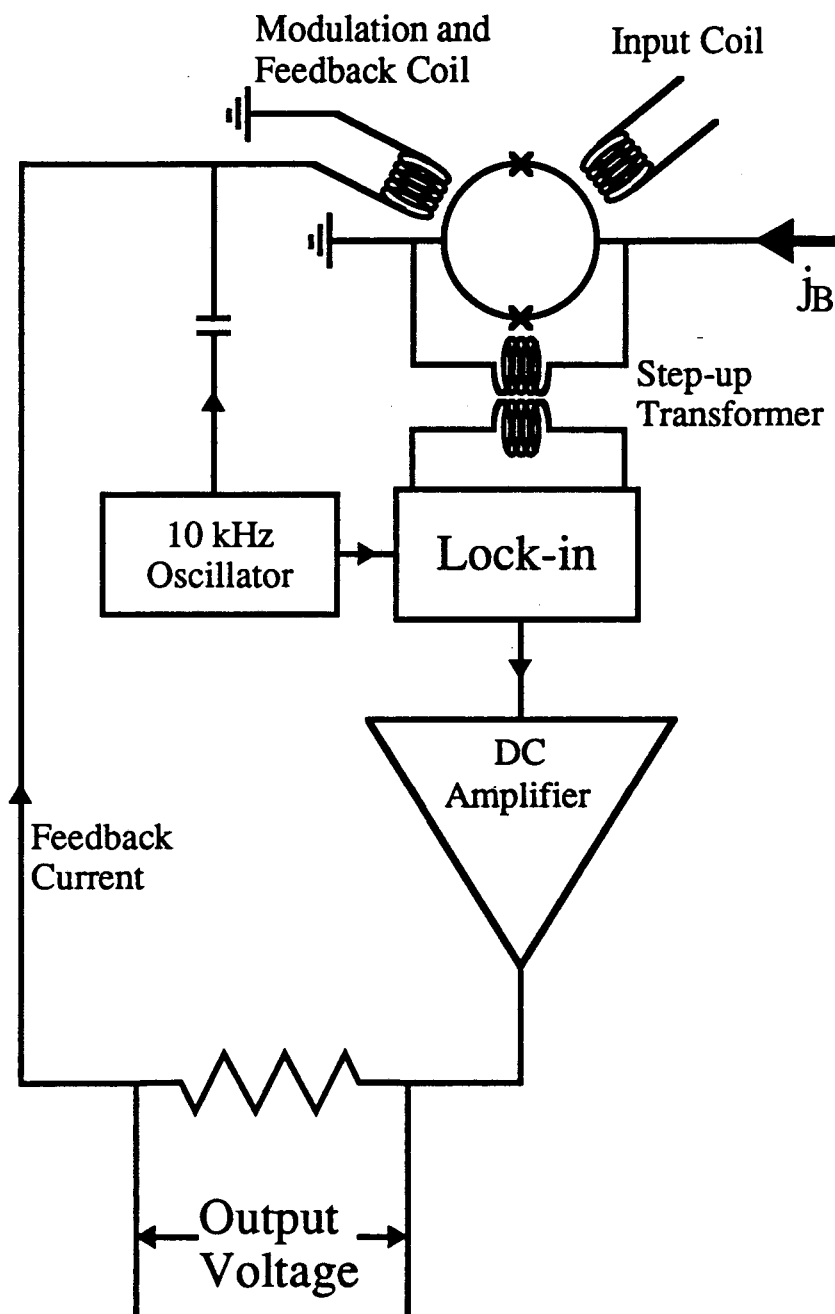 Modulation and
Feedback Coil
Input Coil
jB
Step-up
Transformer
10 kHz
Oscillator
Lock-in
DC
Amplifier
Feedback
Current
Output
Voltage